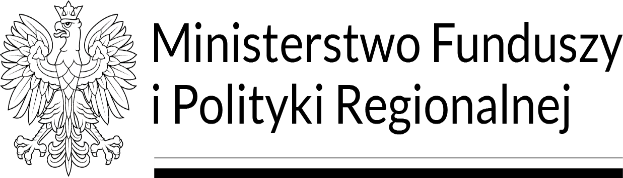 Ministerstwo Funduszy
i Polityki Regionalnej